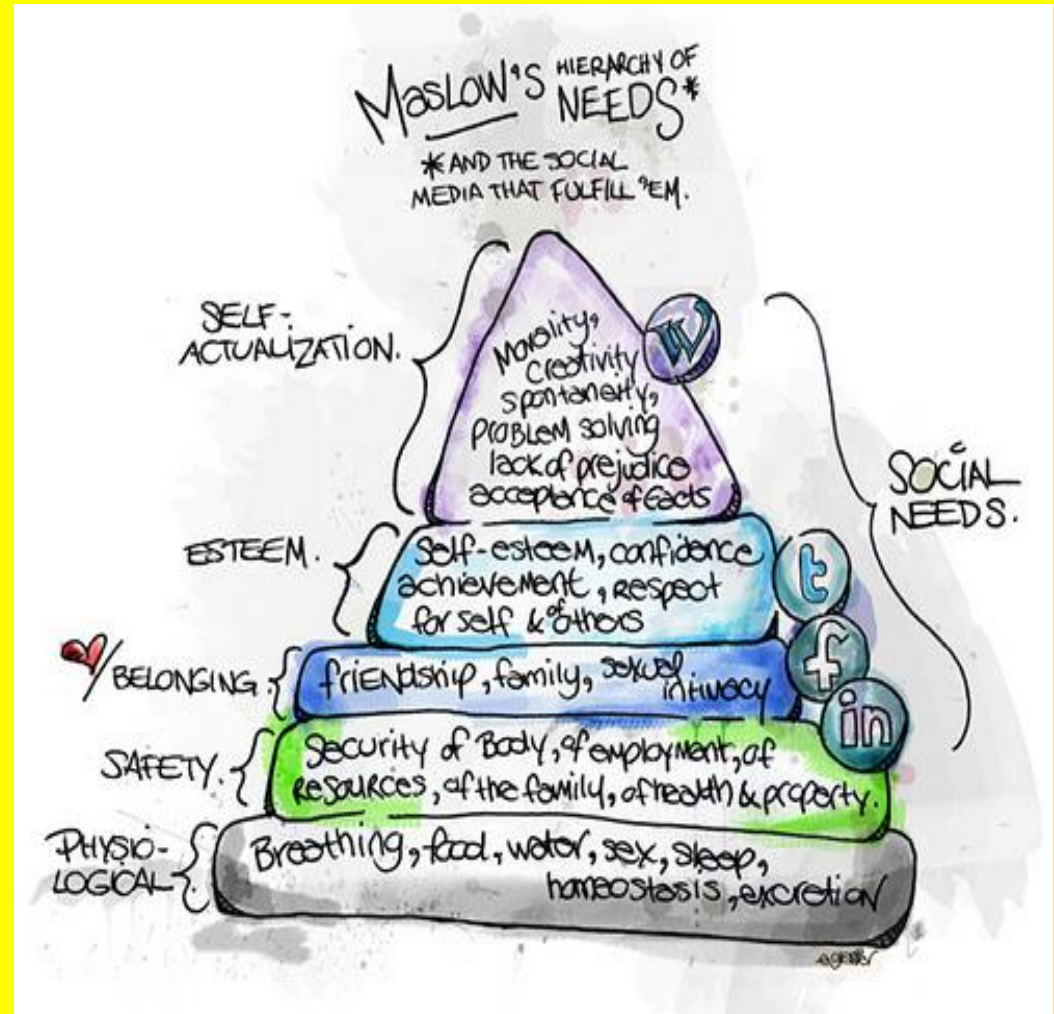 MASLOW'S HIERARCHY OF
NEEDS*
*AND THE SOCIAL
MEDIA THAT FULFILL 'EM.
SELF-
ACTUALIZATION.
Morality,
creativity
spontaneity,
PROBLEM solving
lack of prejudice
acceptance of facts
W
SOCIAL
NEEDS.
ESTEEM.
Self-esteem, confidence
achievement, RESPECT
for self & of others
t
/BELONGING.
friENdship, family, sexual
intimacy
f
in
SAFETY.
Security of Body, of employment, of
RESOURCES, of the family, of health & property.
PHYSIO-
LOGICAL
Breathing, food, water, sex, sleep,
homeostasis, excretion